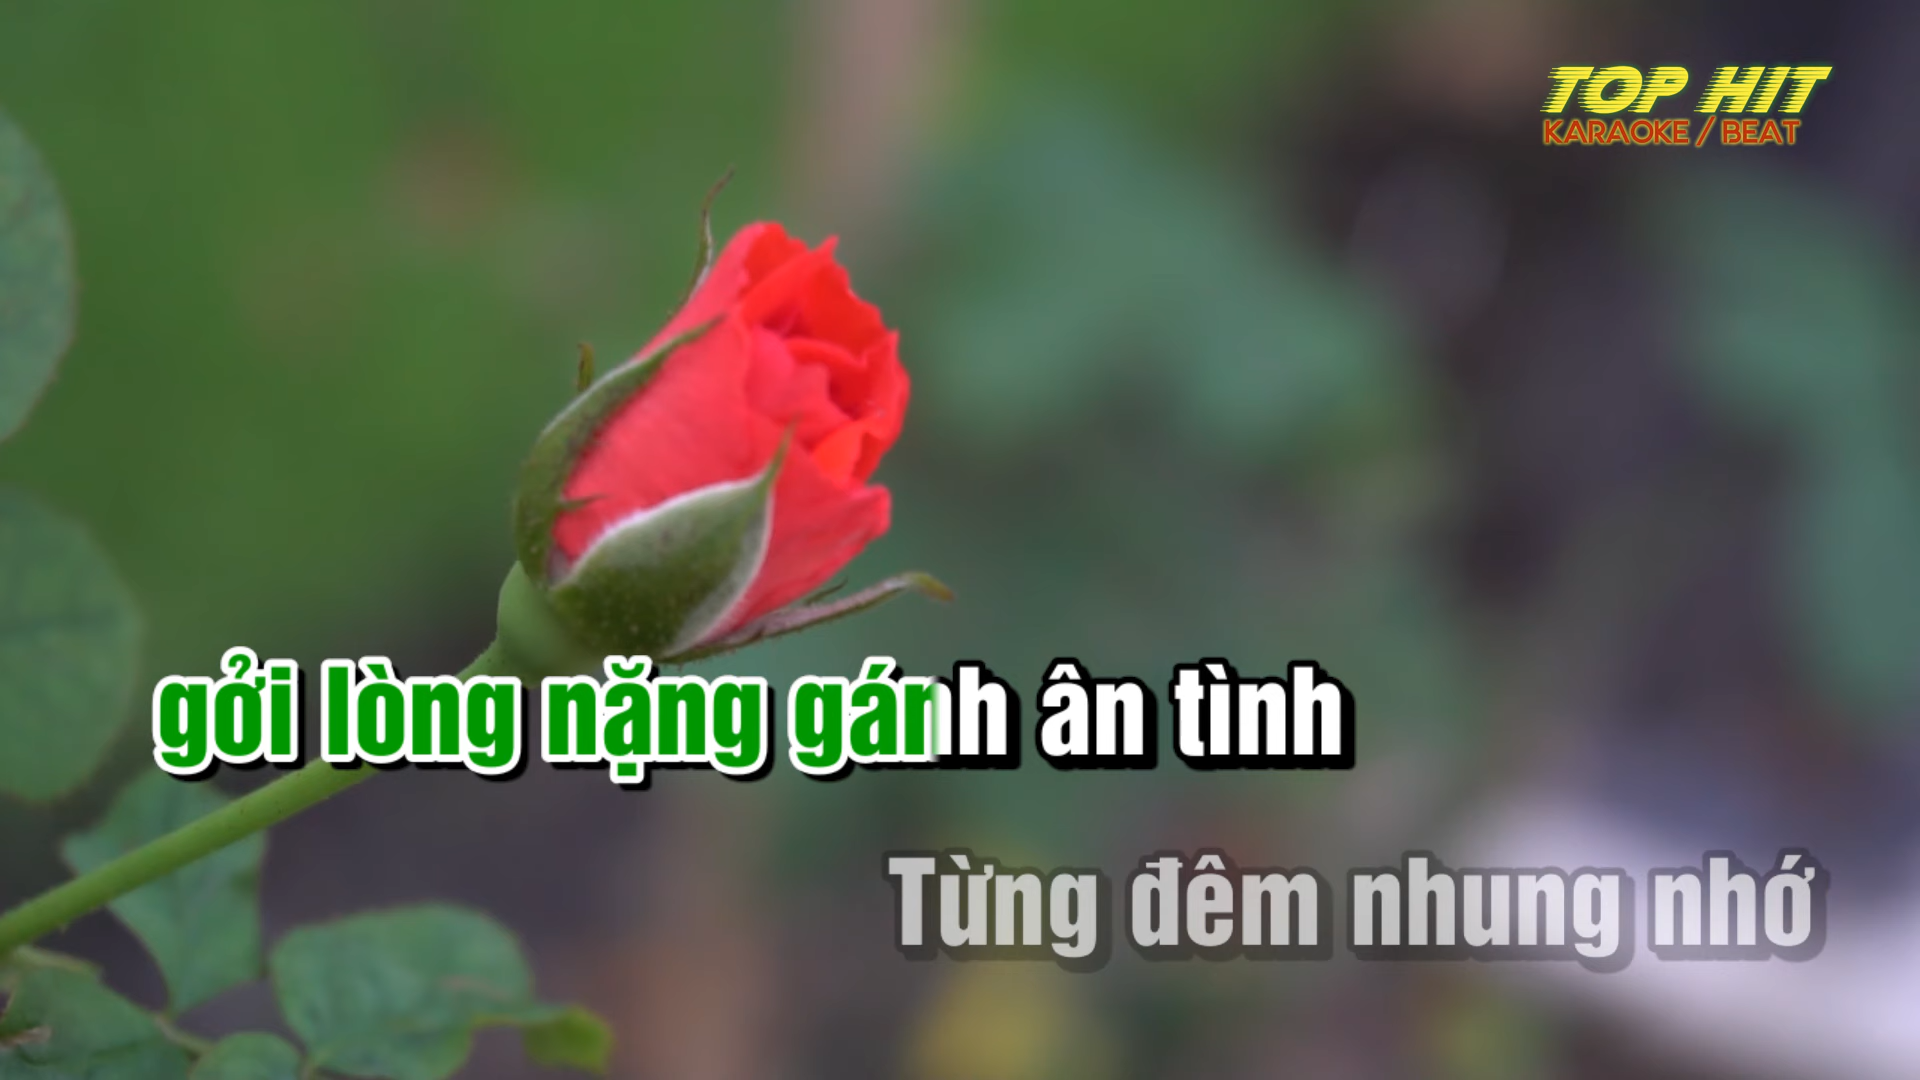 TOP HIT
KARAOKE / BEAT
gởi lòng nặng gánh ân tình
Từng đêm nhung nhớ